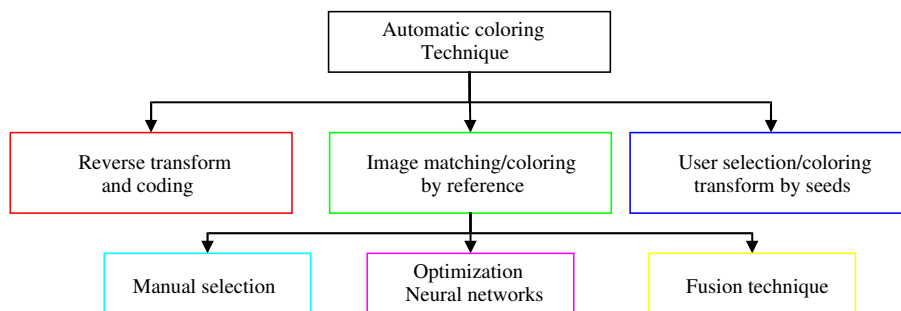 Automatic coloring
Technique
Reverse transform
and coding
Image matching/coloring
by reference
User selection/coloring
transform by seeds
Manual selection
Optimization
Neural networks
Fusion technique